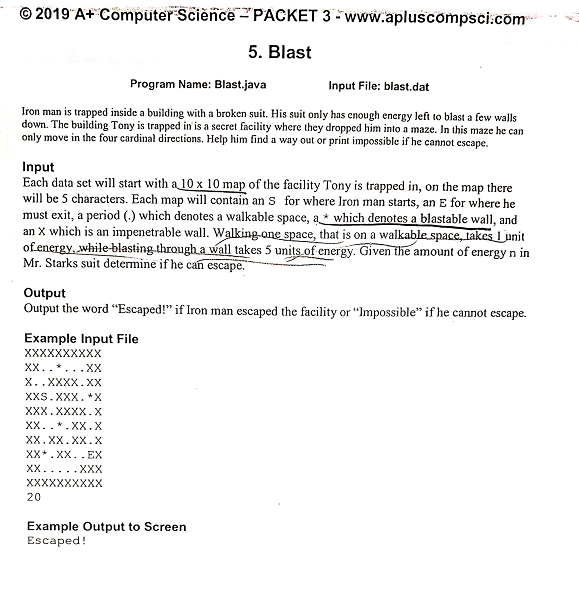 © 2019 A+ Computer Science – PACKET 3 - www.apluscompsci.com
5. Blast
Program Name: Blast.java Input File: blast.dat
Iron man is trapped inside a building with a broken suit. His suit only has enough energy left to blast a few walls
down. The building Tony is trapped in is a secret facility where they dropped him into a maze. In this maze he can
only move in the four cardinal directions. Help him find a way out or print impossible if he cannot escape.
Input
Each data set will start with a 10 x 10 map of the facility Tony is trapped in, on the map there
will be 5 characters. Each map will contain an S for where Iron man starts, an E for where he
must exit, a period (.) which denotes a walkable space, a * which denotes a blastable wall, and
an X which is an impenetrable wall. Walking one space, that is on a walkable space, takes 1 unit
of energy, while blasting through a wall takes 5 units of energy. Given the amount of energy n in
Mr. Starks suit determine if he can escape.
Output
Output the word “Escaped!” if Iron man escaped the facility or “Impossible” if he cannot escape.
Example Input File
XXXXXXXXXX
XX..*...XX
X..XXXX.XX
XXS.XXX.*X
XXX.XXXX.X
XX..*.XX.X
XX.XX.XX.X
XX*.XX..EX
XX.....XXX
XXXXXXXXXX
20
Example Output to Screen
Escaped!